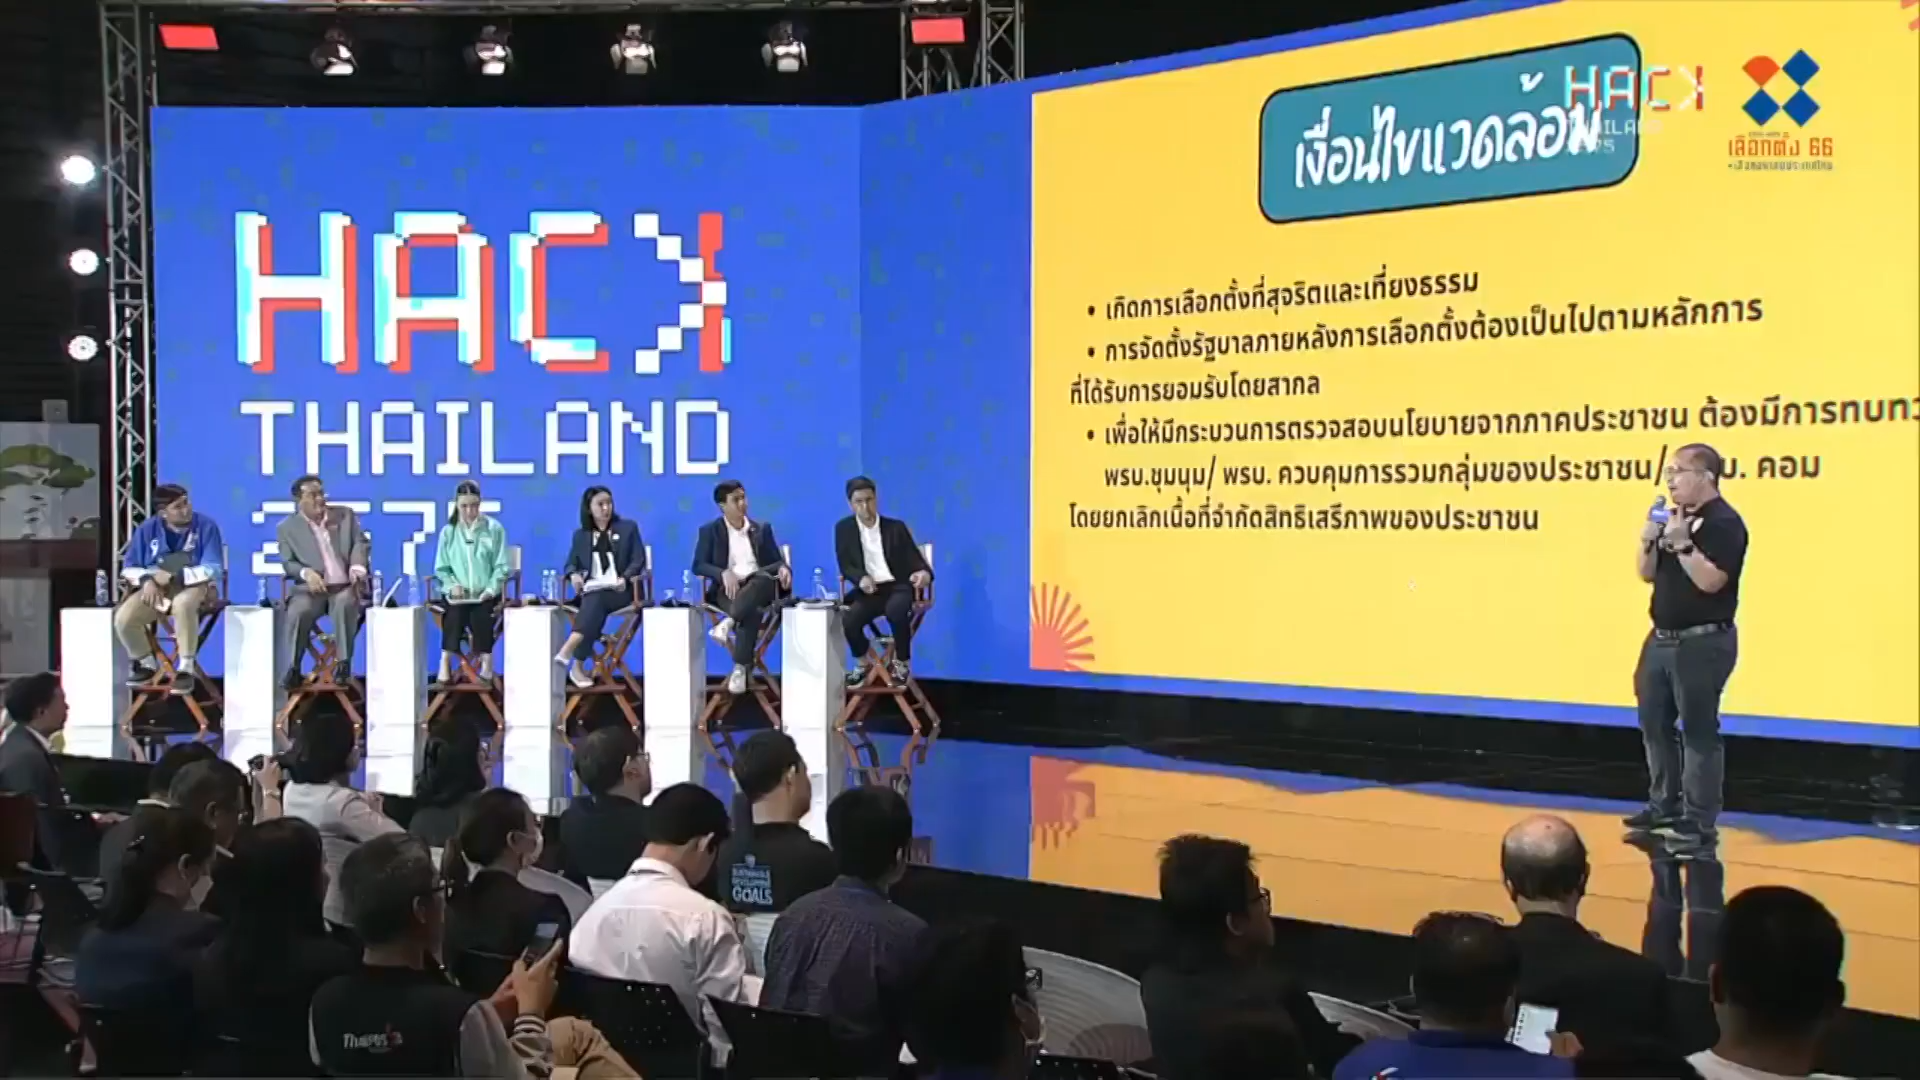 HACK
THAILAND
2575
เงื่อนไขแวดล้อม
HACK
THAILAND
2575
เลือกตั้ง 66
• เกิดการเลือกตั้งที่สุจริตและเที่ยงธรรม
• การจัดตั้งรัฐบาลภายหลังการเลือกตั้งต้องเป็นไปตามหลักการ
ที่ได้รับการยอมรับโดยสากล
• เพื่อให้มีกระบวนการตรวจสอบนโยบายจากภาคประชาชน ต้องมีการทบทว
พรบ.ชุมนุม/ พรบ. ควบคุมการรวมกลุ่มของประชาชน/ บ. คอม
โดยยกเลิกเนื้อที่จำกัดสิทธิเสรีภาพของประชาชน
SUSTAINABLE
DEVELOPMENT
GOALS